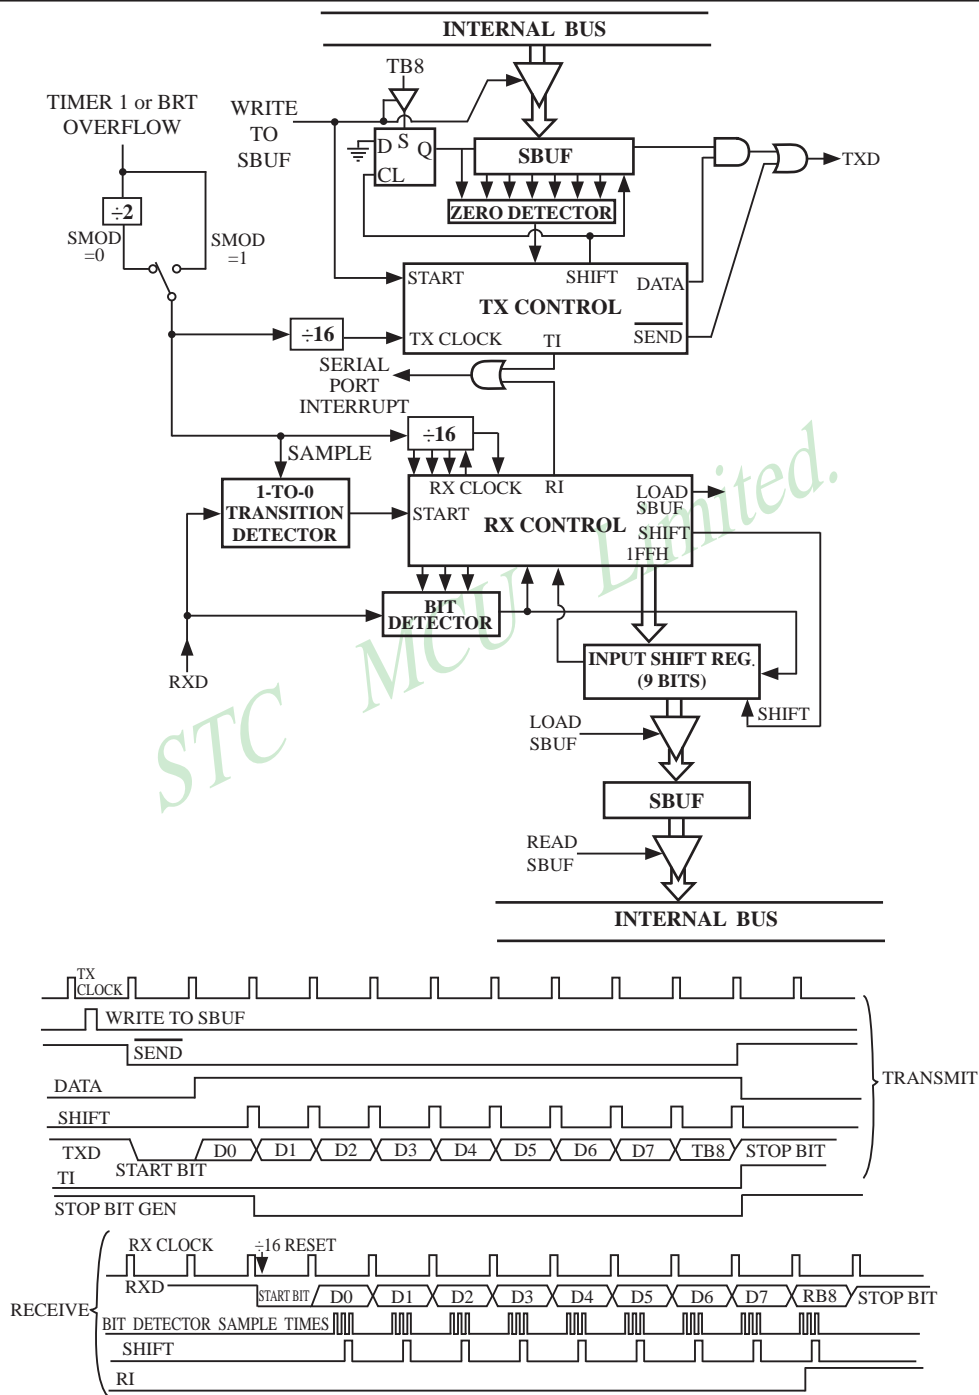 INTERNAL BUS
TB8
TIMER 1 or BRT
OVERFLOW
WRITE
TO
SBUF
D S Q
CL
SBUF
TXD
ZERO DETECTOR
÷2
SMOD
=0
SMOD
=1
START
SHIFT
DATA
TX CONTROL
÷16
TX CLOCK
TI
SEND
SERIAL
PORT
INTERRUPT
÷16
SAMPLE
1-TO-0
TRANSITION
DETECTOR
RX CLOCK
RI
LOAD
SBUF
START
RX CONTROL
SHIFT
1FFH
BIT
DETECTOR
RXD
INPUT SHIFT REG.
(9 BITS)
SHIFT
LOAD
SBUF
SBUF
READ
SBUF
INTERNAL BUS
STC MCU Limited.
TX
CLOCK
WRITE TO SBUF
SEND
DATA
TRANSMIT
SHIFT
TXD
START BIT
D0 D1 D2 D3 D4 D5 D6 D7 TB8 STOP BIT
TI
STOP BIT GEN
RX CLOCK ÷16 RESET
RXD
START BIT D0 D1 D2 D3 D4 D5 D6 D7 RB8 STOP BIT
RECEIVE
BIT DETECTOR SAMPLE TIMES
SHIFT
RI